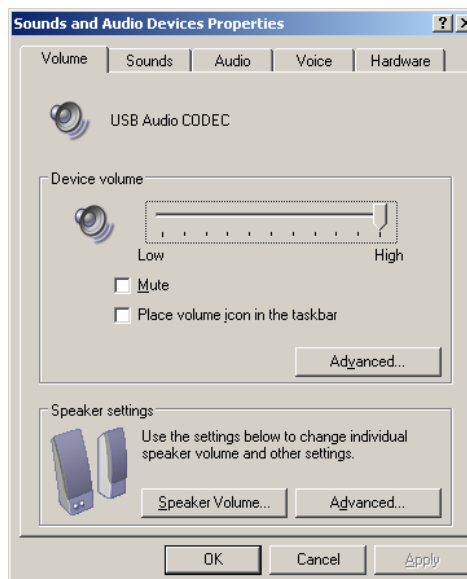 Sounds and Audio Devices Properties
Volume Sounds Audio Voice Hardware
USB Audio CODEC
Device volume
Low High
Mute
Place volume icon in the taskbar
Advanced...
Speaker settings
Use the settings below to change individual
speaker volume and other settings.
Speaker Volume... Advanced...
OK Cancel Apply